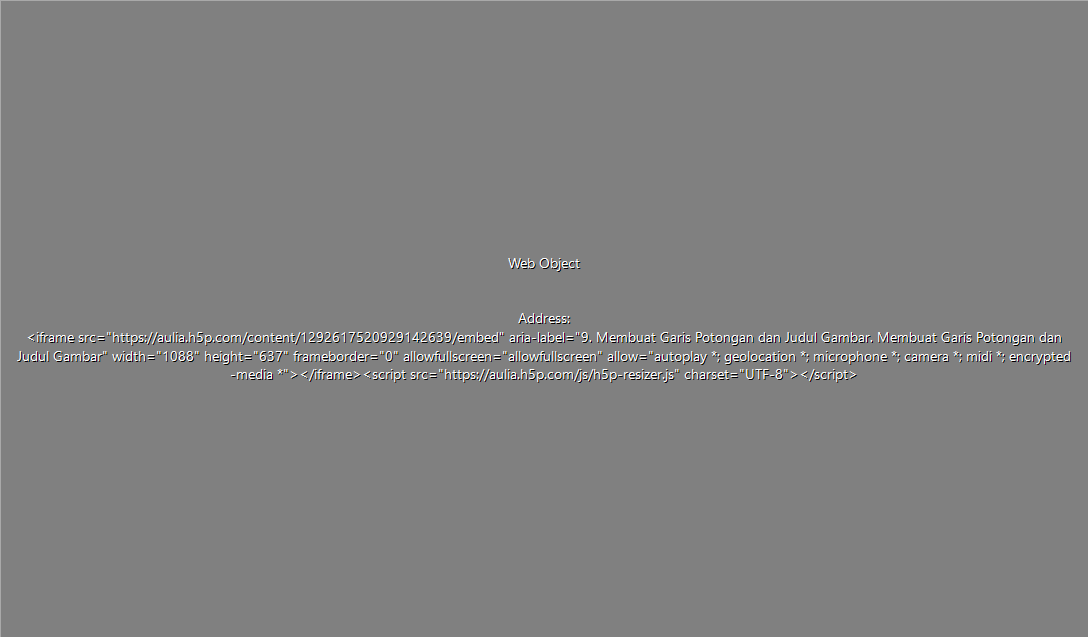 Web Object
Address:
<iframe src="https://aulia.h5p.com/content/1292617520929142639/embed" aria-label="9. Membuat Garis Potongan dan Judul Gambar. Membuat Garis Potongan dan
Judul Gambar" width="1088" height="637" frameborder="0" allowfullscreen="allowfullscreen" allow="autoplay *; geolocation *; microphone *; camera *; midi *; encrypted
-media *"></iframe><script src="https://aulia.h5p.com/js/h5p-resizer.js" charset="UTF-8"></script>